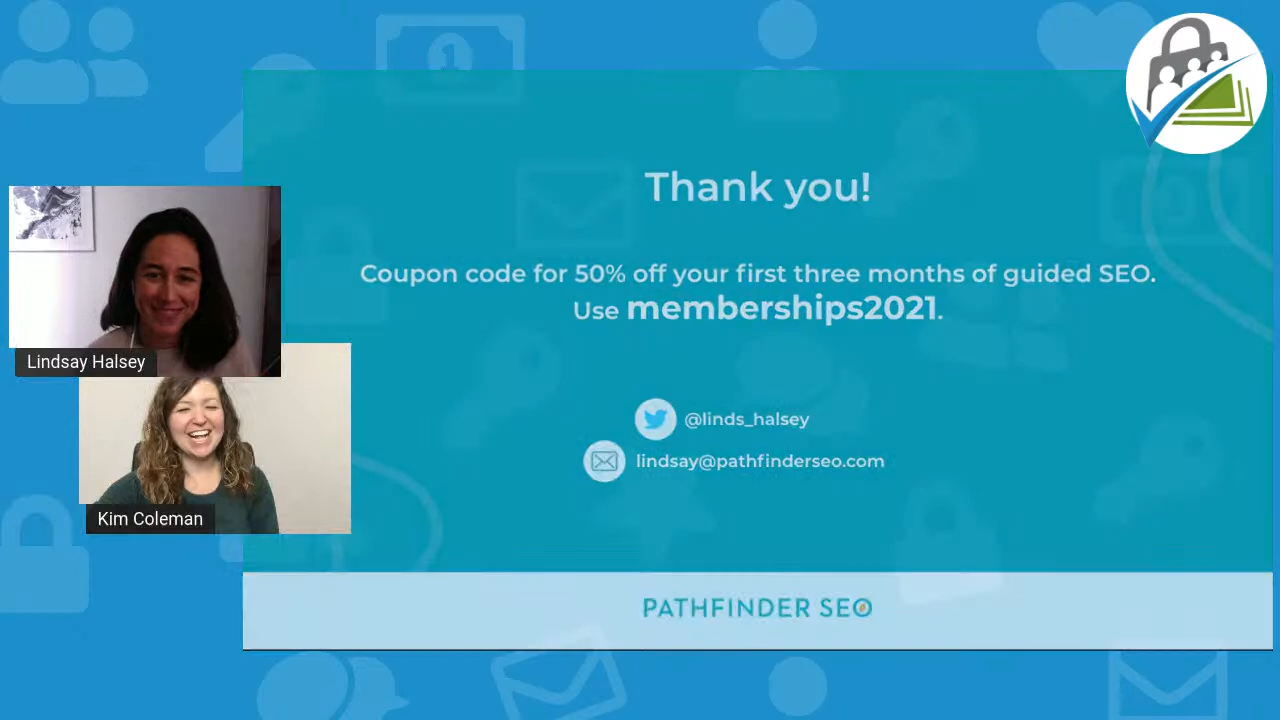 Thank you!
Coupon code for 50% off your first three months of guided SEO.
Use memberships2021.
@linds_halsey
lindsay@pathfinderseo.com
PATHFINDER SEO
Lindsay Halsey
Kim Coleman